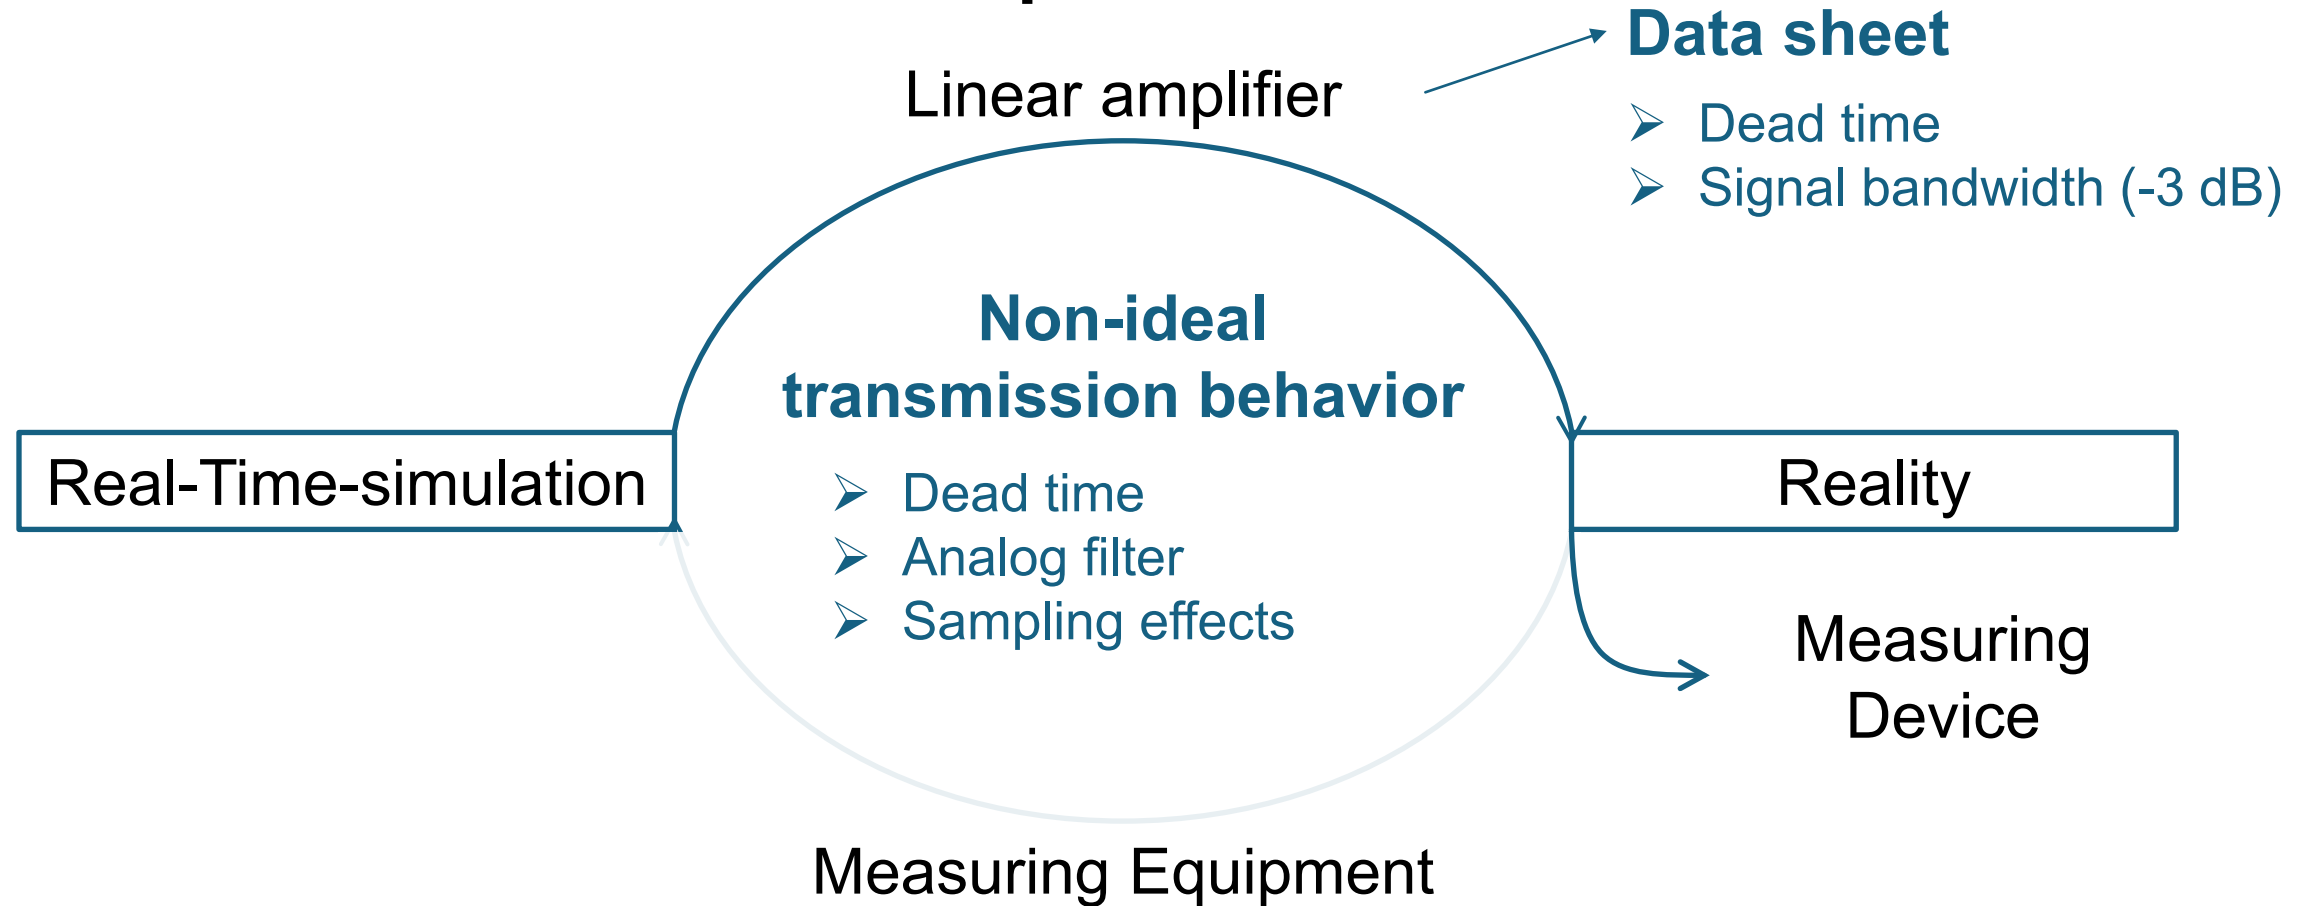 Data sheet
Linear amplifier
➢ Dead time
➢ Signal bandwidth (-3 dB)
Non-ideal
transmission behavior
Real-Time-simulation
➢ Dead time
➢ Analog filter
➢ Sampling effects
Reality
Measuring
Device
Measuring Equipment